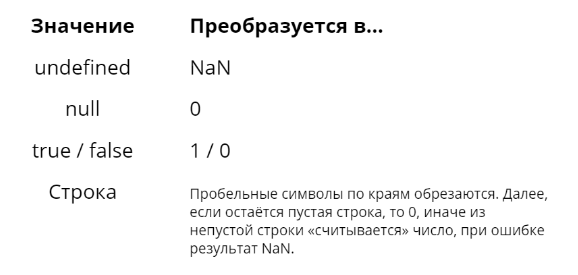 Значение Преобразуется в...
undefined NaN
null 0
true / false 1 / 0
Строка Пробельные символы по краям обрезаются. Далее,
если остаётся пустая строка, то 0, иначе из
непустой строки «считывается» число, при ошибке
результат NaN.